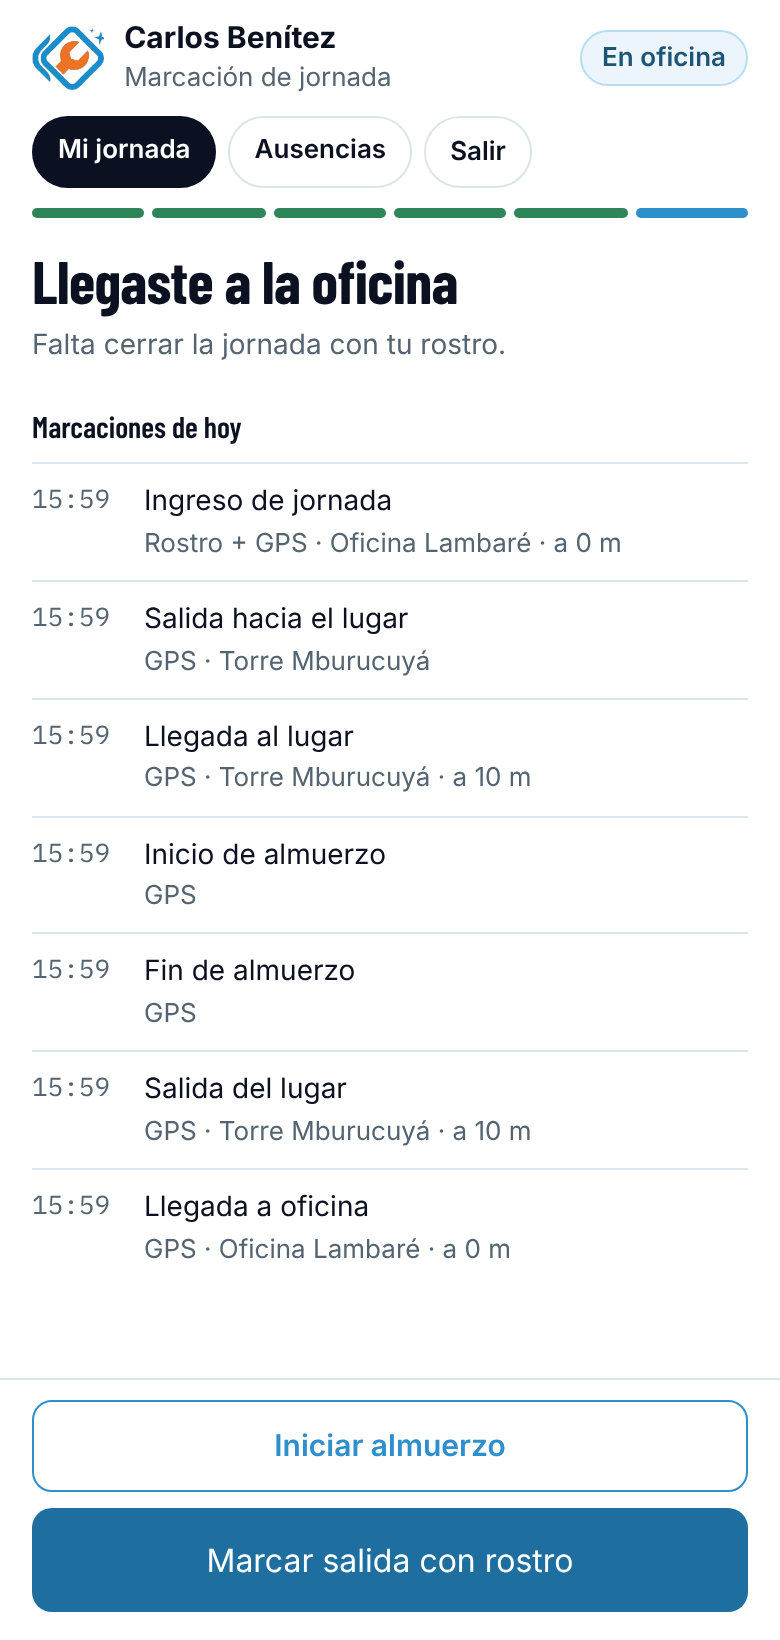 Carlos Benítez
Marcación de jornada
En oficina
Mi jornada
Ausencias
Salir
Llegaste a la oficina
Falta cerrar la jornada con tu rostro.
Marcaciones de hoy
15:59 Ingreso de jornada
Rostro + GPS · Oficina Lambaré · a 0 m
15:59 Salida hacia el lugar
GPS · Torre Mburucuyá
15:59 Llegada al lugar
GPS · Torre Mburucuyá · a 10 m
15:59 Inicio de almuerzo
GPS
15:59 Fin de almuerzo
GPS
15:59 Salida del lugar
GPS · Torre Mburucuyá · a 10 m
15:59 Llegada a oficina
GPS · Oficina Lambaré · a 0 m
Iniciar almuerzo
Marcar salida con rostro